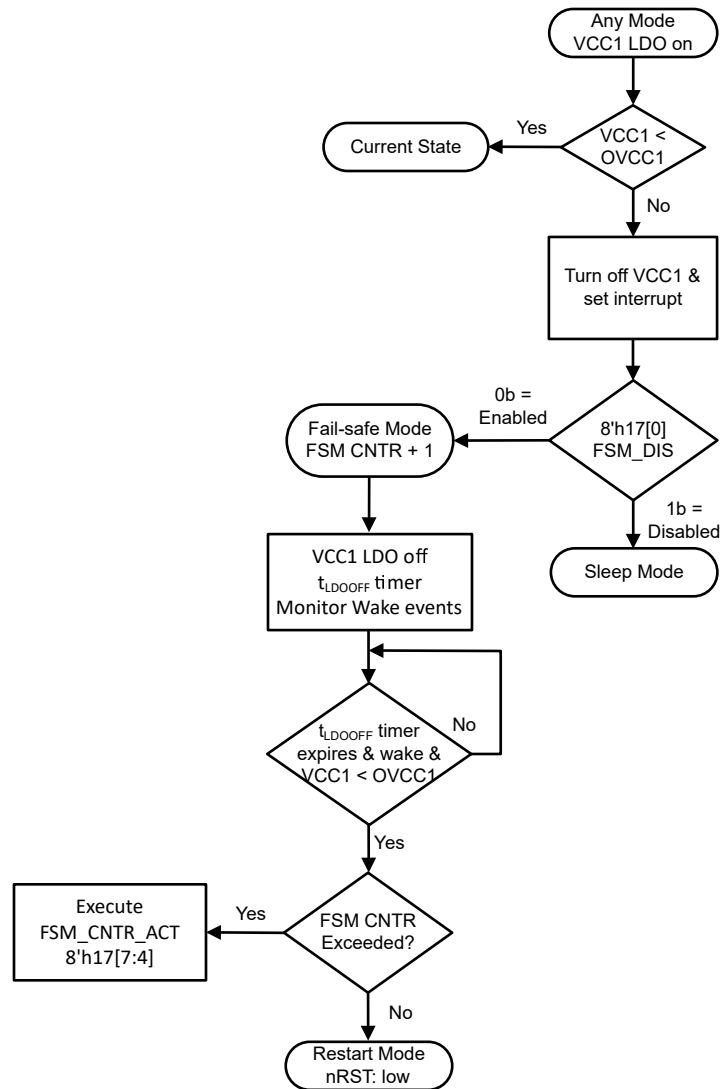 Any Mode
VCC1 LDO on
VCC1 <
OVCC1
Yes
Current State
No
Turn off VCC1 &
set interrupt
8'h17[0]
FSM_DIS
0b =
Enabled
1b =
Disabled
Fail-safe Mode
FSM CNTR + 1
Sleep Mode
VCC1 LDO off
tLDOOFF timer
Monitor Wake events
tLDOOFF timer
expires & wake &
VCC1 < OVCC1
No
Yes
FSM CNTR
Exceeded?
Yes
Execute
FSM_CNTR_ACT
8'h17[7:4]
No
Restart Mode
nRST: low